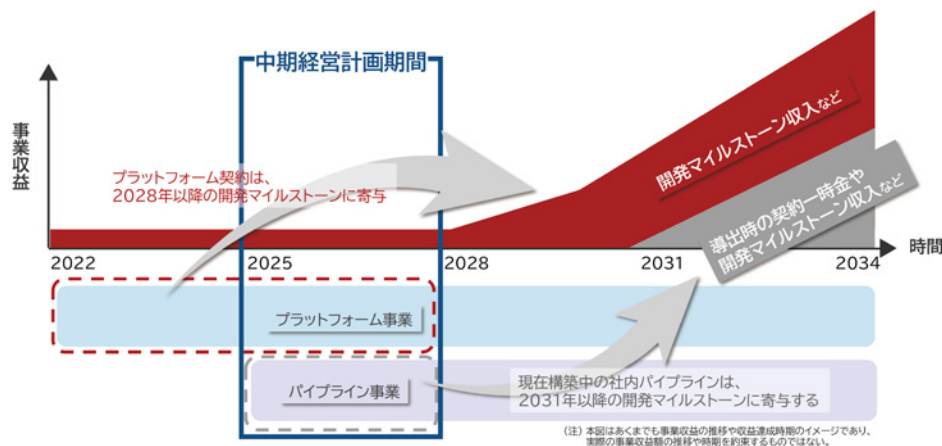 中期経営計画期間
事業収益
プラットフォーム契約は、
2028年以降の開発マイルストーンに寄与
開発マイルストーン収入など
導出時の契約一時金や
開発マイルストーン収入など
2022
2025
2028
2031
2034
時間
プラットフォーム事業
パイプライン事業
現在構築中の社内パイプラインは、
2031年以降の開発マイルストーンに寄与する
(注) 本図はあくまでも事業収益の推移や収益達成時期のイメージであり、
実際の事業収益額の推移や時期を約束するものではない。